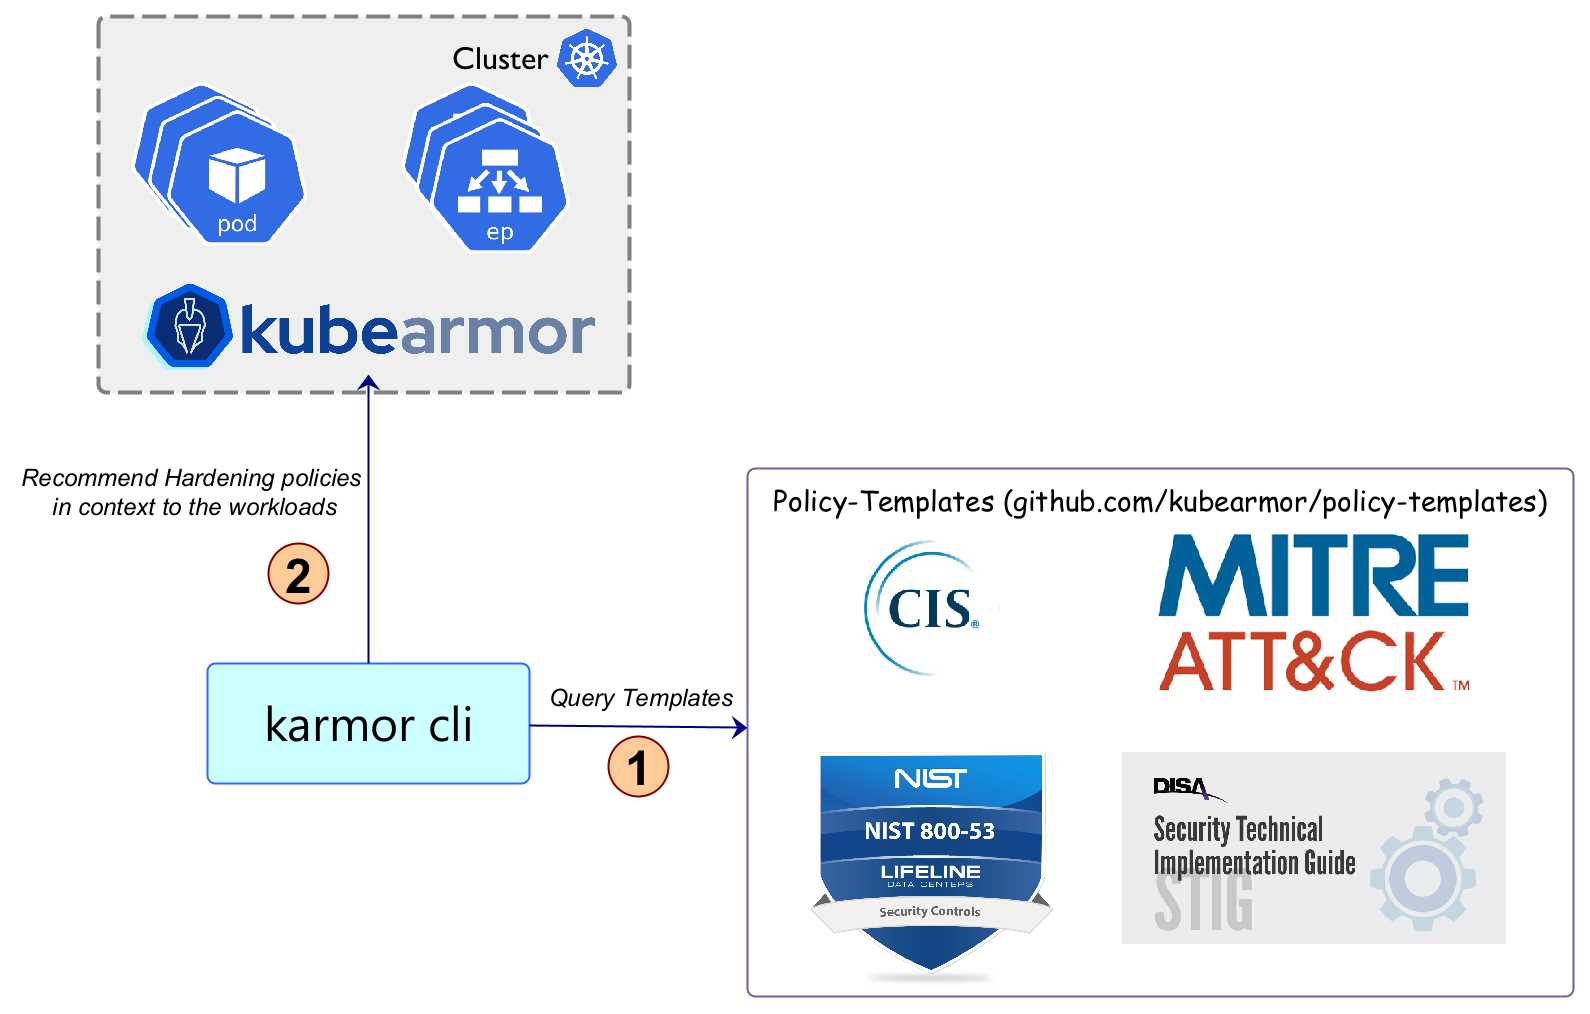 Cluster
pod
ep
kubearmor
Recommend Hardening policies
in context to the workloads
2
karmor cli
Query Templates
1
Policy-Templates (github.com/kubearmor/policy-templates)
CIS®
MITRE
ATT&CK™
NIST
NIST 800-53
LIFELINE
DATA CENTERS
Security Controls
DISA
Security Technical
Implementation Guide
STIG